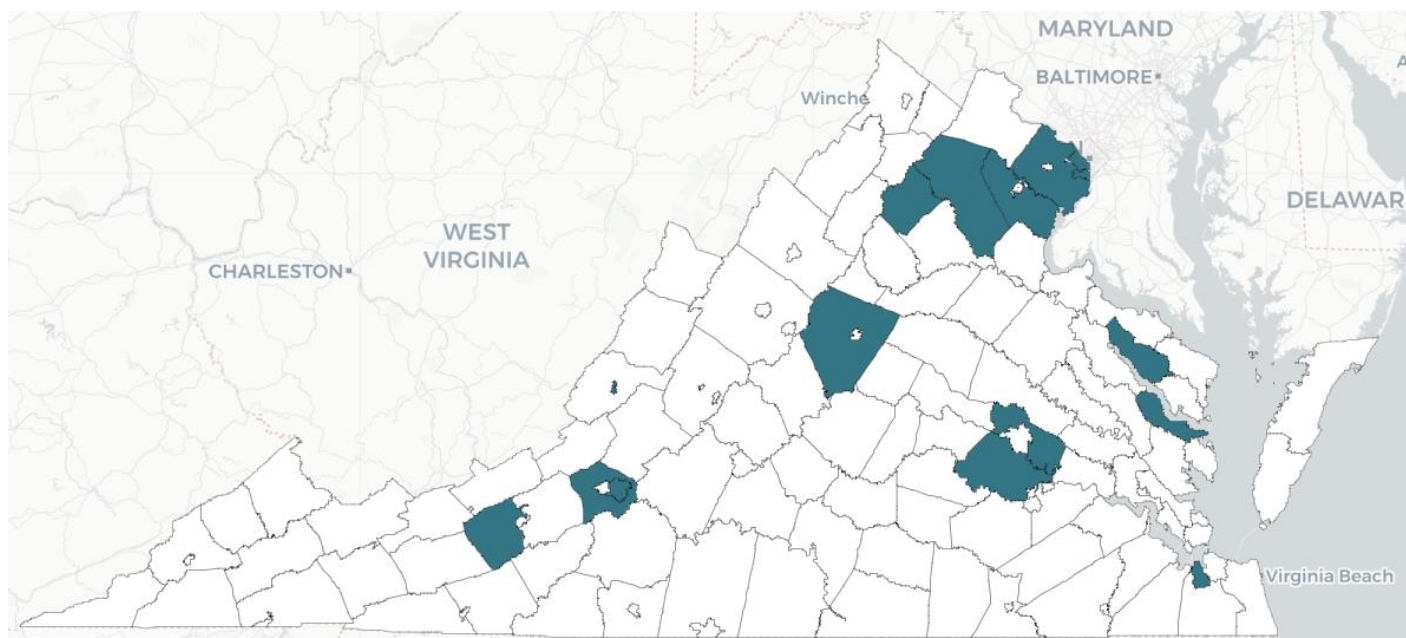 MARYLAND
BALTIMORE
Winche
DELAWAR
WEST
VIRGINIA
CHARLESTON
Virginia Beach